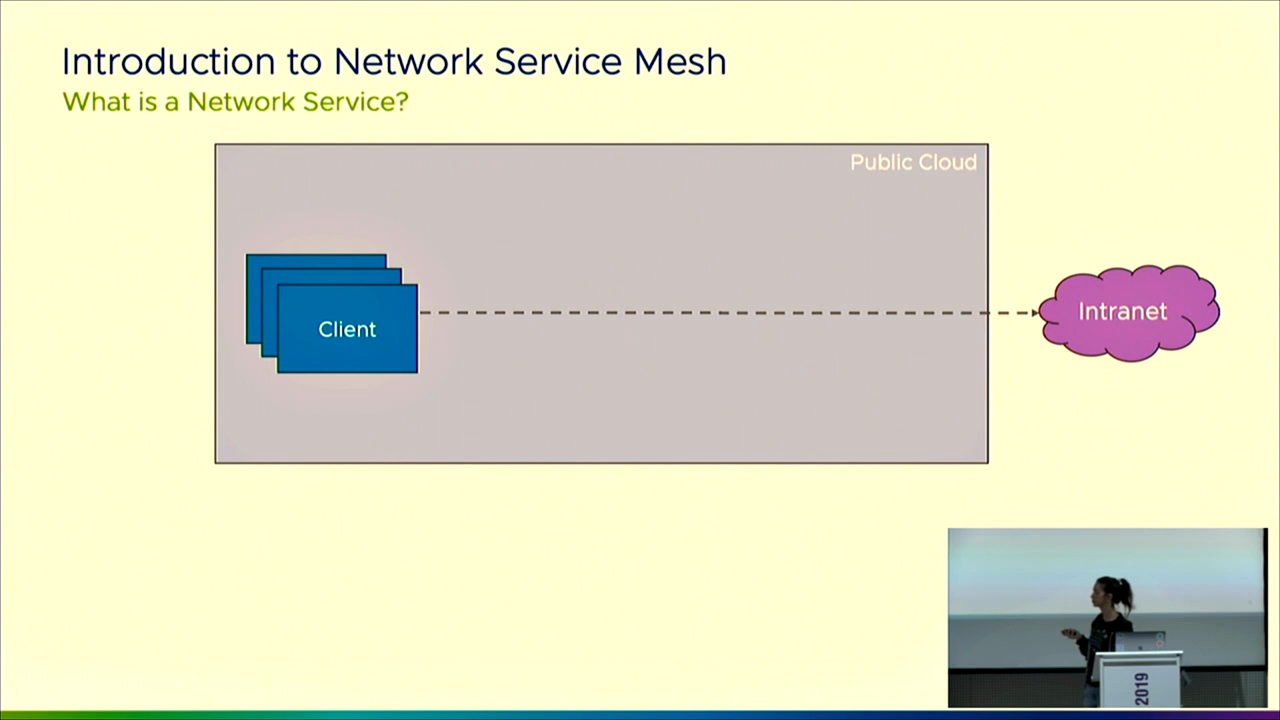 Introduction to Network Service Mesh
What is a Network Service?
Public Cloud
Client
Intranet
2019